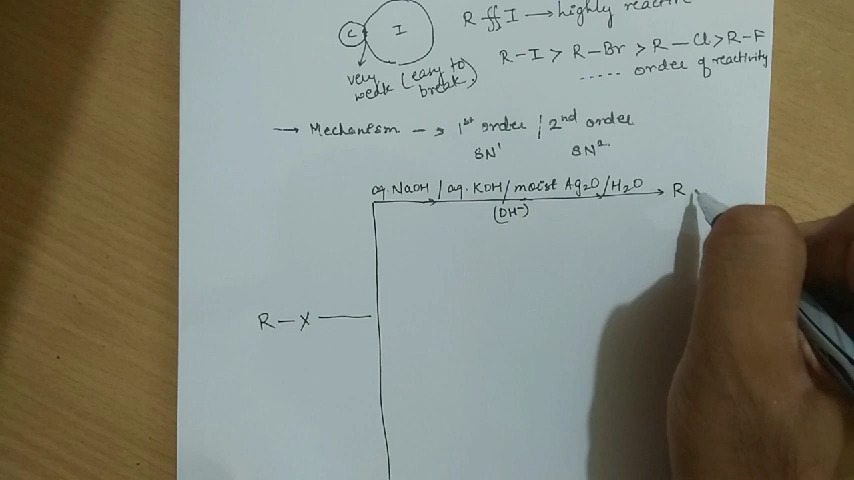 C I R I → highly reactive
very weak (easy to break)
R-I > R-Br > R-Cl > R-F
..... order of reactivity
→ Mechanism → 1st order / 2nd order
SN1 SN2
aq. NaOH / aq. KOH / moist Ag2O / H2O → R
(OH-)
R-X